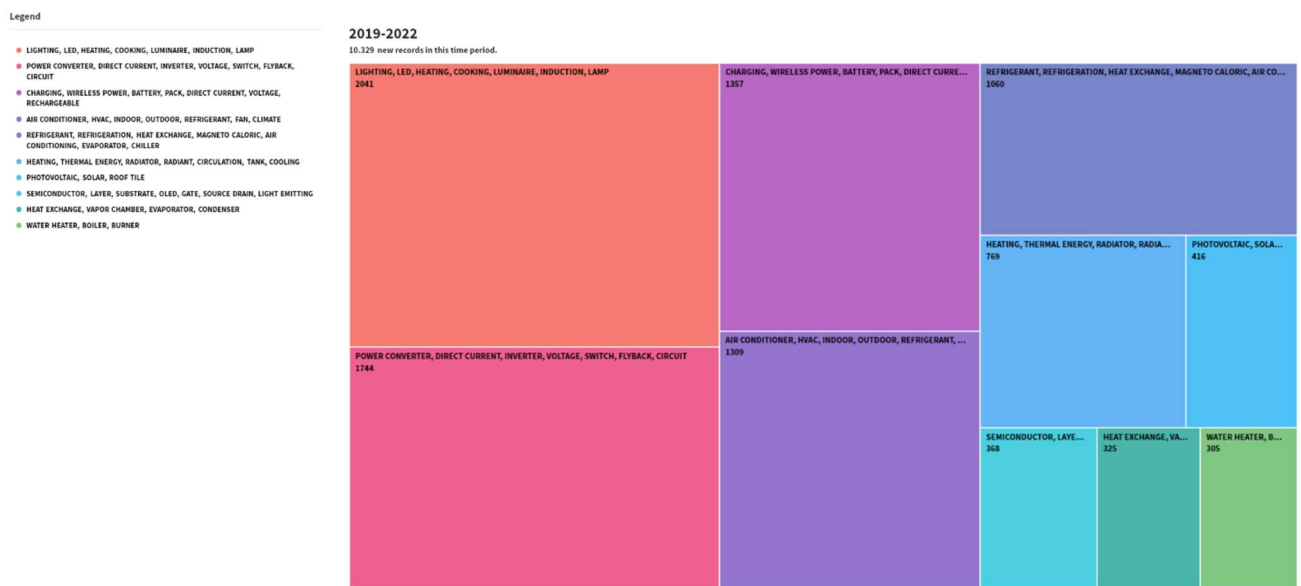 Legend
LIGHTING, LED, HEATING, COOKING, LUMINAIRE, INDUCTION, LAMP
POWER CONVERTER, DIRECT CURRENT, INVERTER, VOLTAGE, SWITCH, FLYBACK,
CIRCUIT
CHARGING, WIRELESS POWER, BATTERY, PACK, DIRECT CURRENT, VOLTAGE,
RECHARGEABLE
AIR CONDITIONER, HVAC, INDOOR, OUTDOOR, REFRIGERANT, FAN, CLIMATE
REFRIGERANT, REFRIGERATION, HEAT EXCHANGE, MAGNETO CALORIC, AIR
CONDITIONING, EVAPORATOR, CHILLER
HEATING, THERMAL ENERGY, RADIATOR, RADIANT, CIRCULATION, TANK, COOLING
PHOTOVOLTAIC, SOLAR, ROOF TILE
SEMICONDUCTOR, LAYER, SUBSTRATE, OLED, GATE, SOURCE DRAIN, LIGHT EMITTING
HEAT EXCHANGE, VAPOR CHAMBER, EVAPORATOR, CONDENSER
WATER HEATER, BOILER, BURNER
2019-2022
10.329 new records in this time period.
LIGHTING, LED, HEATING, COOKING, LUMINAIRE, INDUCTION, LAMP
2041
POWER CONVERTER, DIRECT CURRENT, INVERTER, VOLTAGE, SWITCH, FLYBACK, CIRCUIT
1744
CHARGING, WIRELESS POWER, BATTERY, PACK, DIRECT CURRE...
1357
AIR CONDITIONER, HVAC, INDOOR, OUTDOOR, REFRIGERANT, ...
1309
REFRIGERANT, REFRIGERATION, HEAT EXCHANGE, MAGNETO CALORIC, AIR CO...
1060
HEATING, THERMAL ENERGY, RADIATOR, RADIA...
769
PHOTOVOLTAIC, SOLA...
416
SEMICONDUCTOR, LAYE...
368
HEAT EXCHANGE, VA...
325
WATER HEATER, B...
305